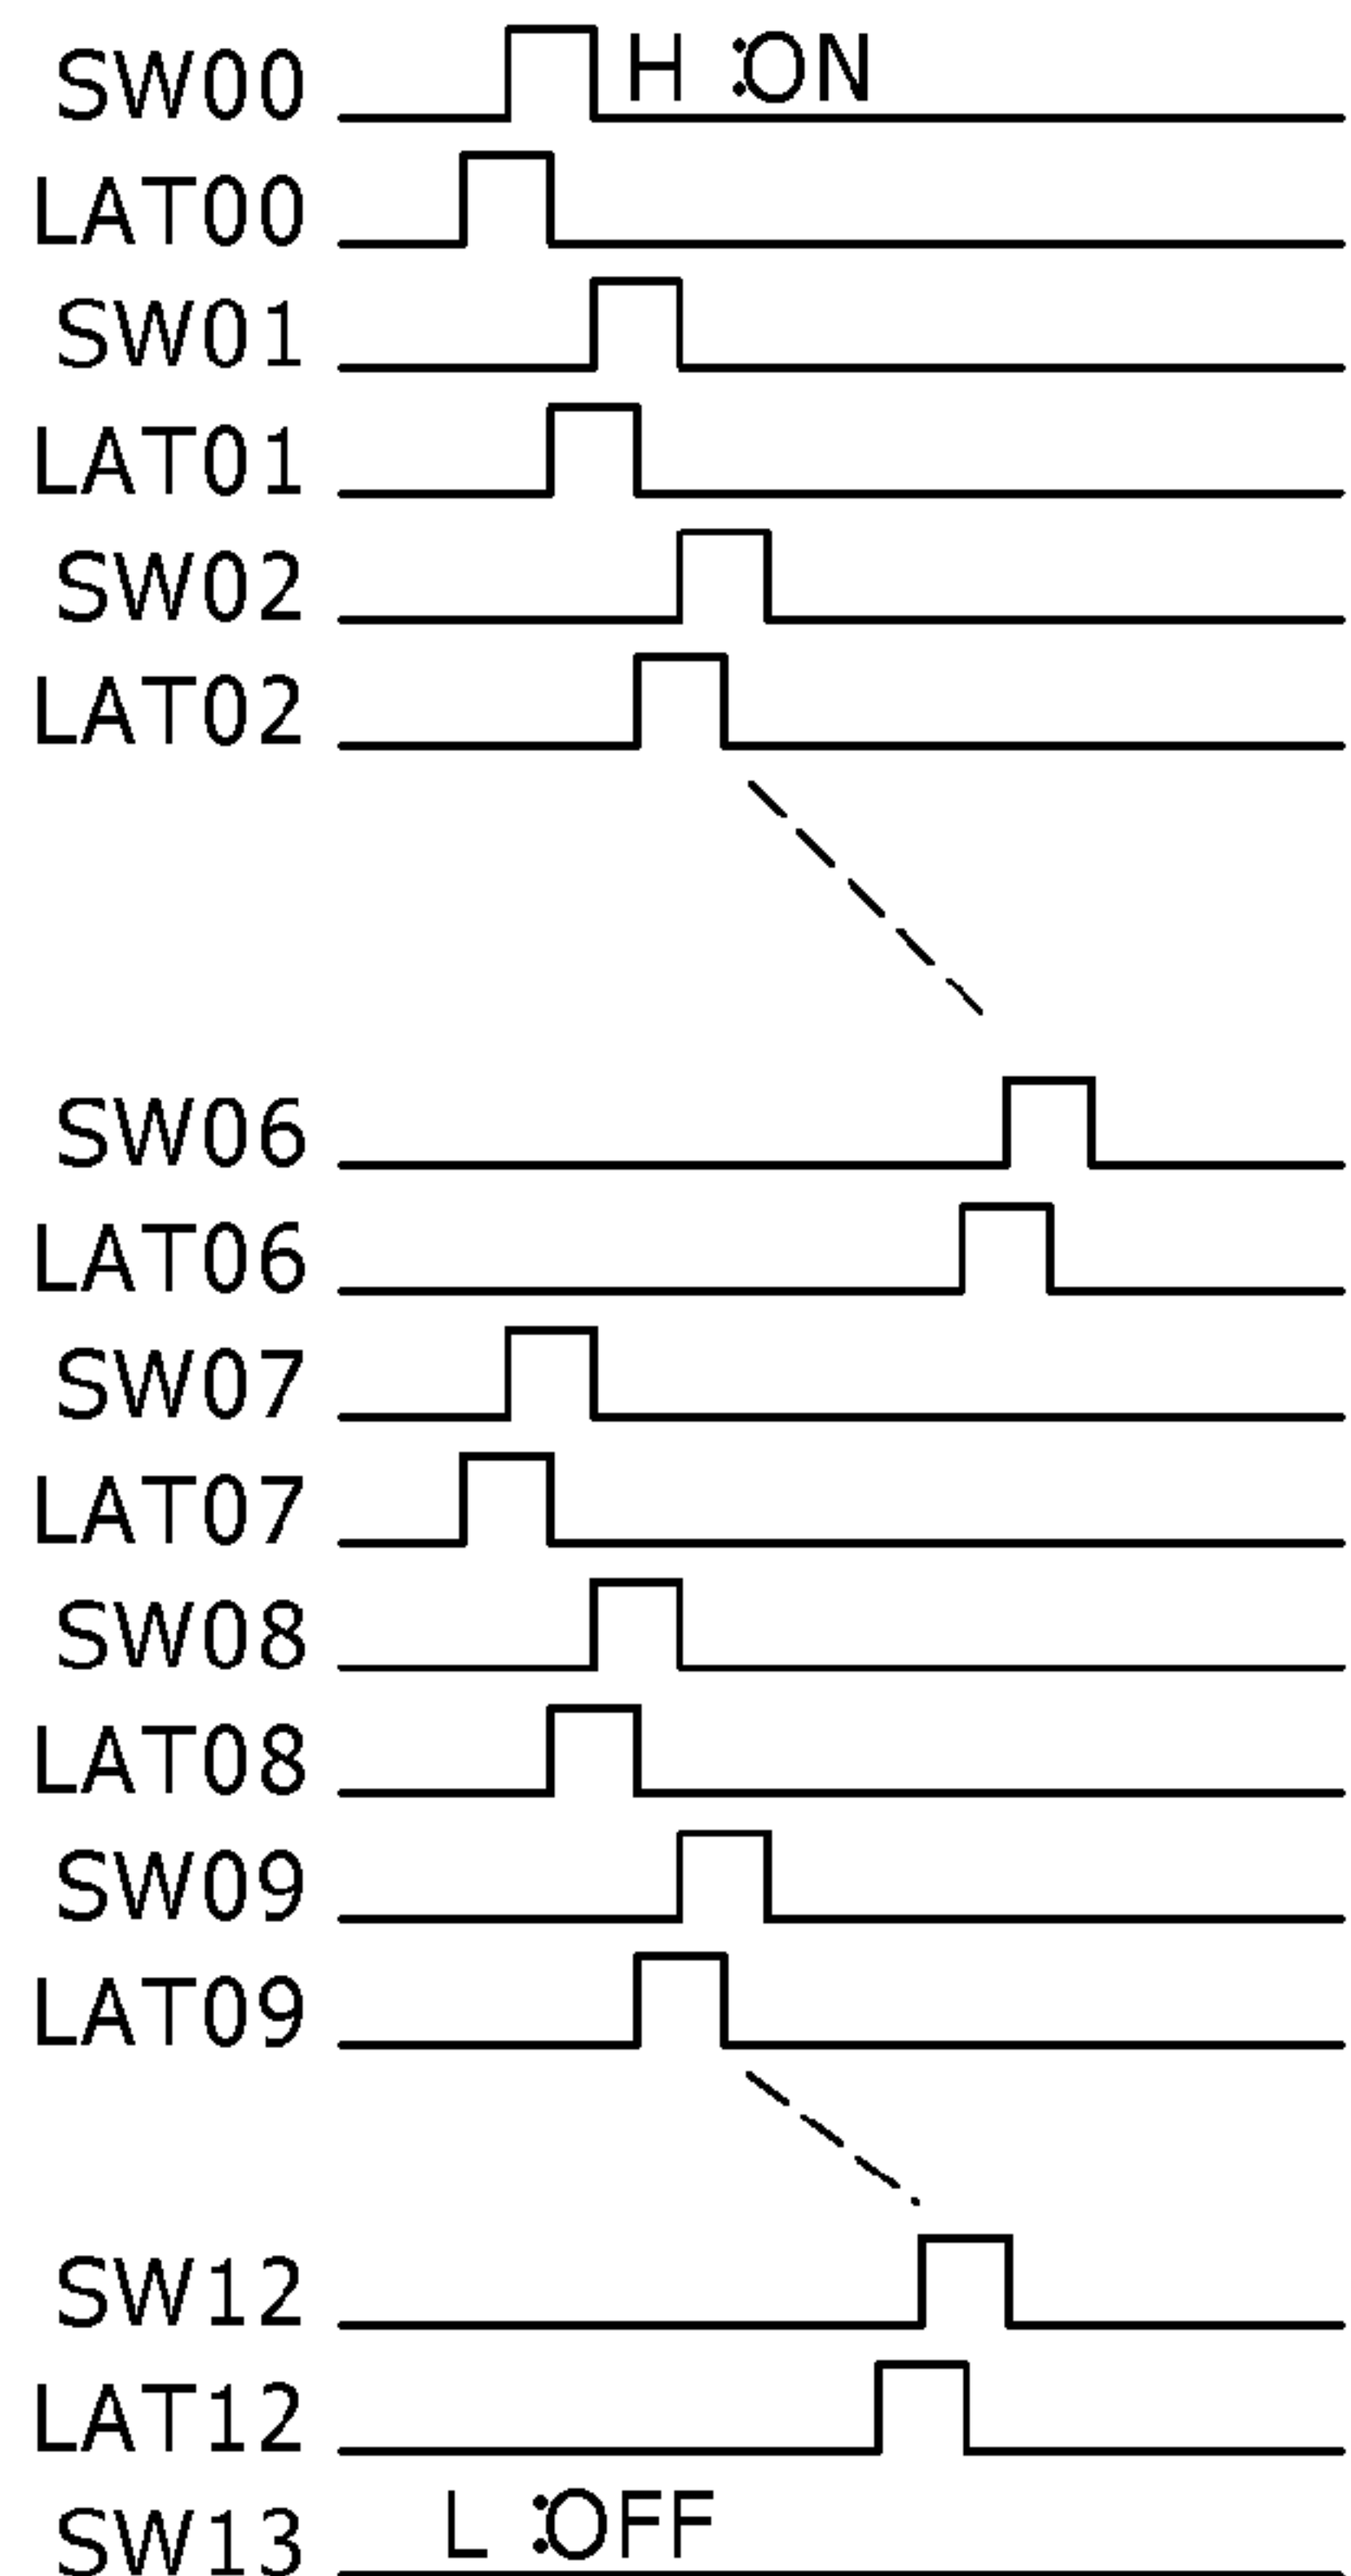 SW00 H :ON
LAT00
SW01
LAT01
SW02
LAT02
SW06
LAT06
SW07
LAT07
SW08
LAT08
SW09
LAT09
SW12
LAT12
SW13 L :OFF